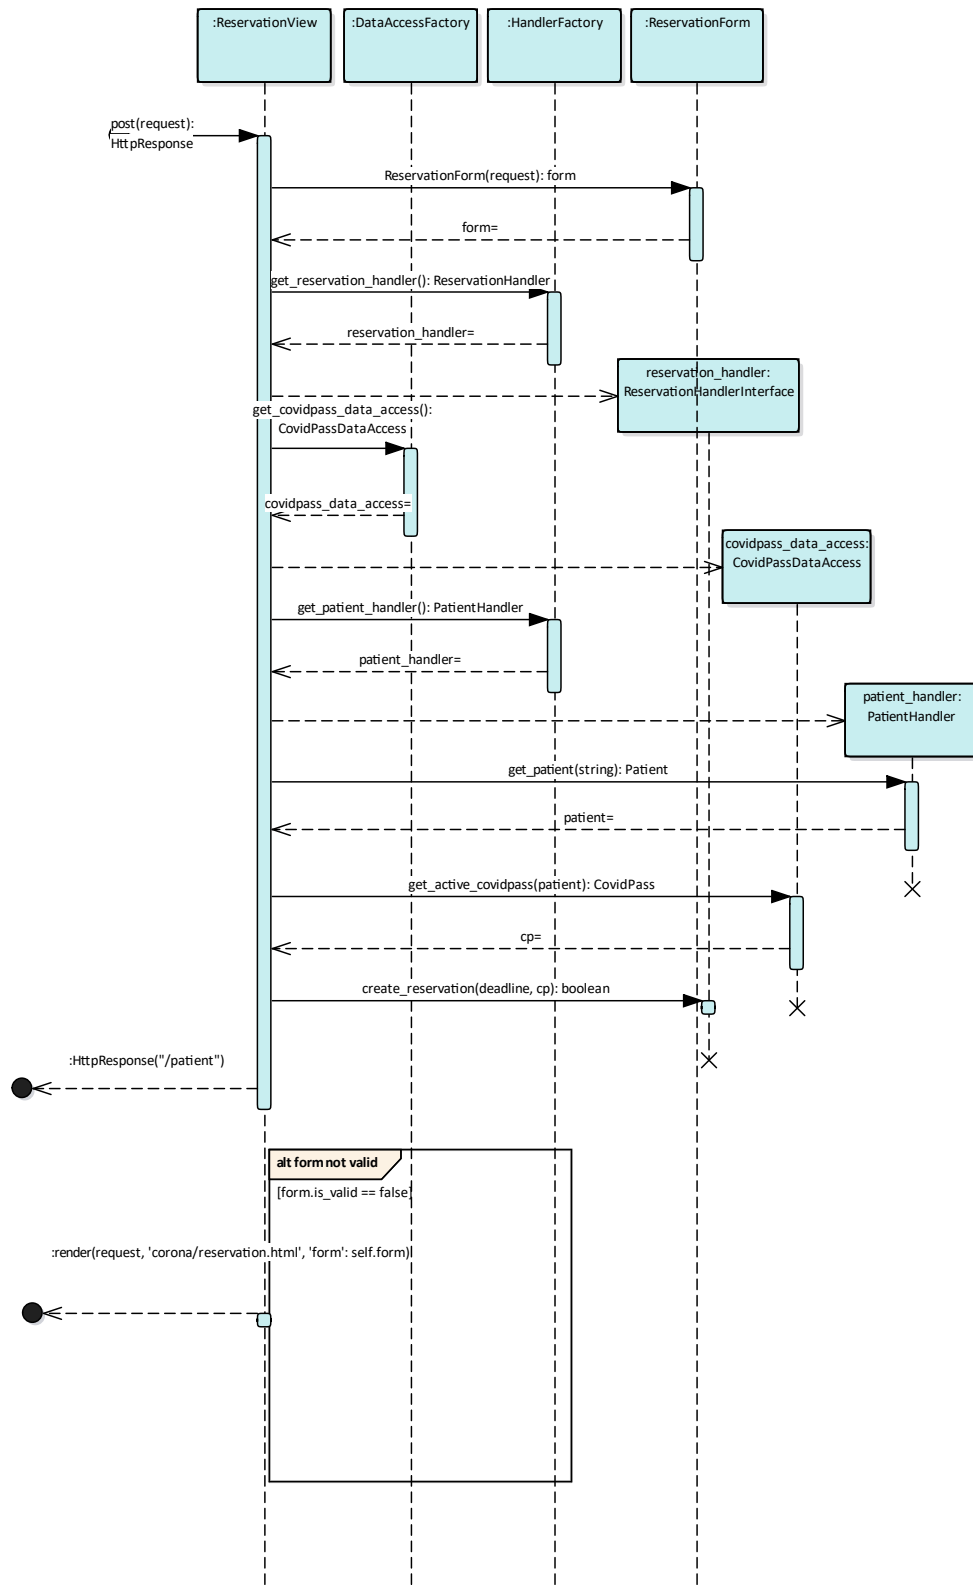 :ReservationView
:DataAccessFactory
:HandlerFactory
:ReservationForm
post(request):
HttpResponse
ReservationForm(request): form
form=
get_reservation_handler(): ReservationHandler
reservation_handler=
reservation_handler:
ReservationHandlerInterface
get_covidpass_data_access():
CovidPassDataAccess
covidpass_data_access=
covidpass_data_access:
CovidPassDataAccess
get_patient_handler(): PatientHandler
patient_handler=
patient_handler:
PatientHandler
get_patient(string): Patient
patient=
get_active_covidpass(patient): CovidPass
cp=
create_reservation(deadline, cp): boolean
:HttpResponse("/patient")
alt form not valid
[form.is_valid == false]
:render(request, 'corona/reservation.html', 'form': self.form)